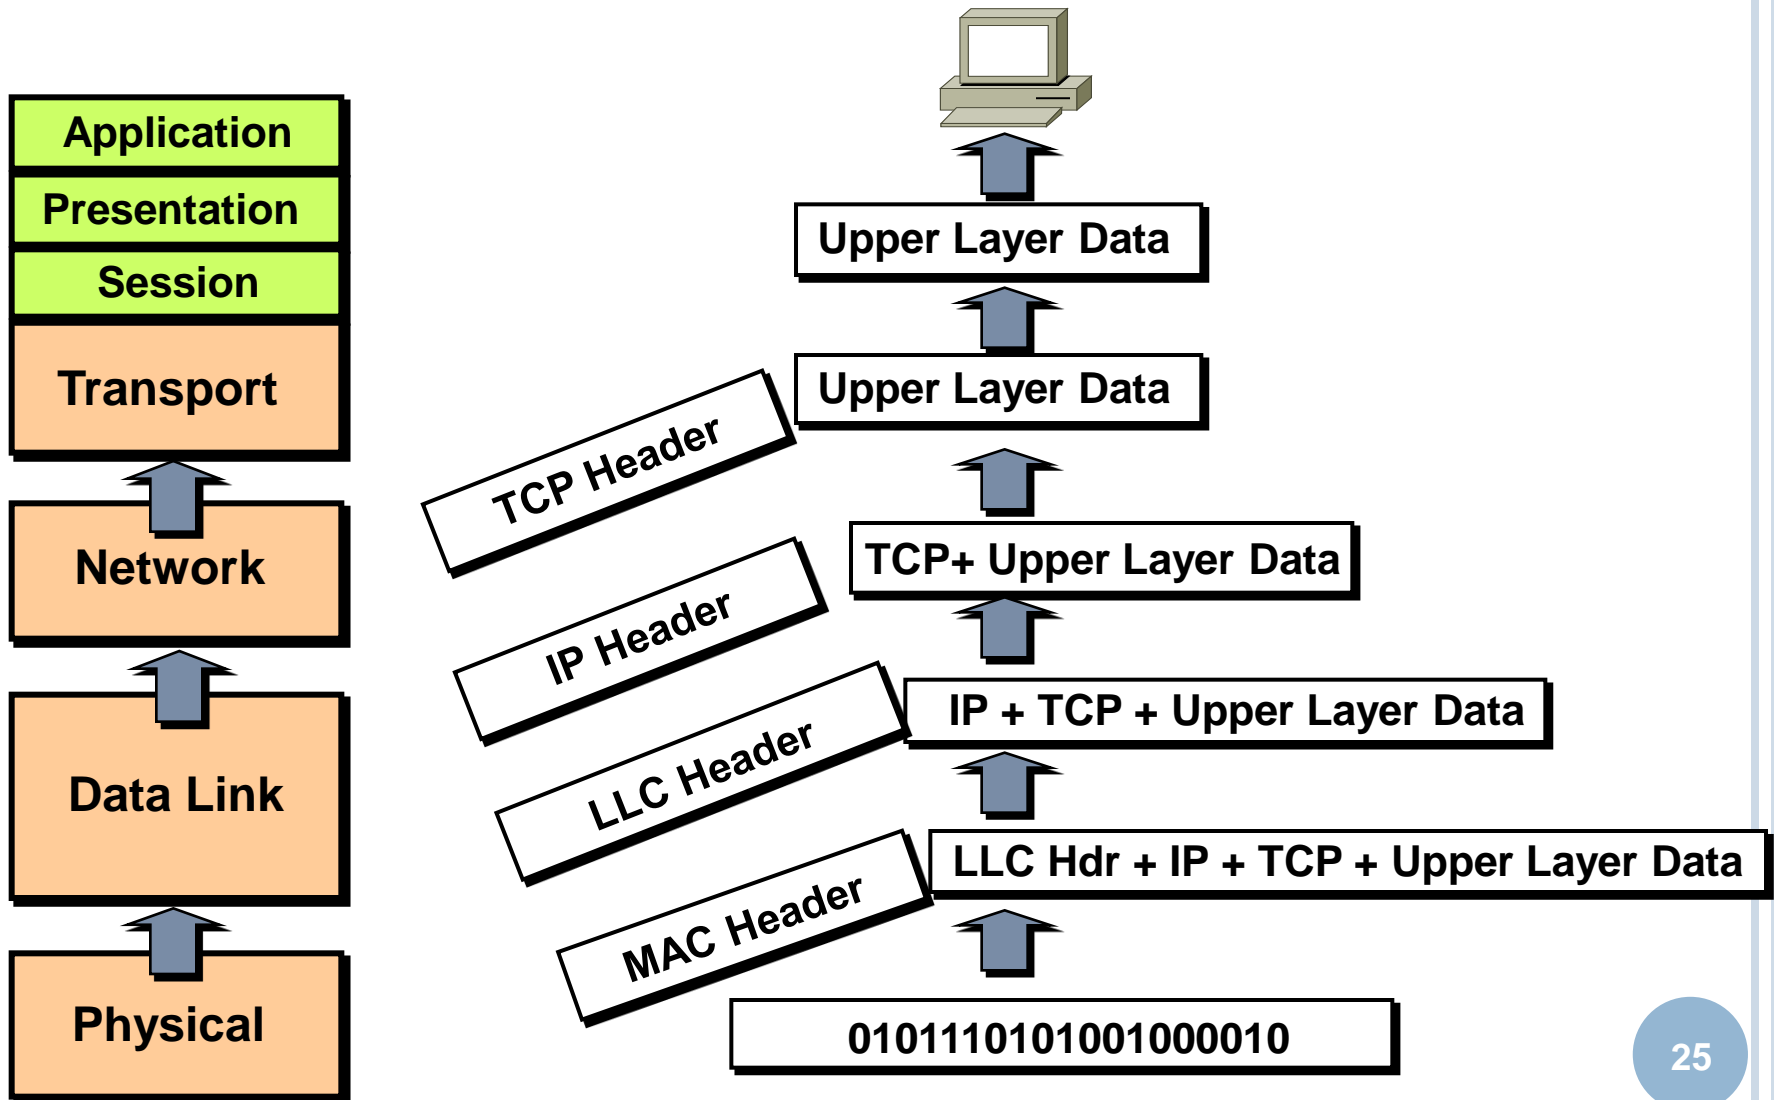 Application
Presentation
Session
Transport
Network
Data Link
Physical
Upper Layer Data
Upper Layer Data
TCP Header
TCP+ Upper Layer Data
IP Header
IP + TCP + Upper Layer Data
LLC Header
LLC Hdr + IP + TCP + Upper Layer Data
MAC Header
0101110101001000010
25